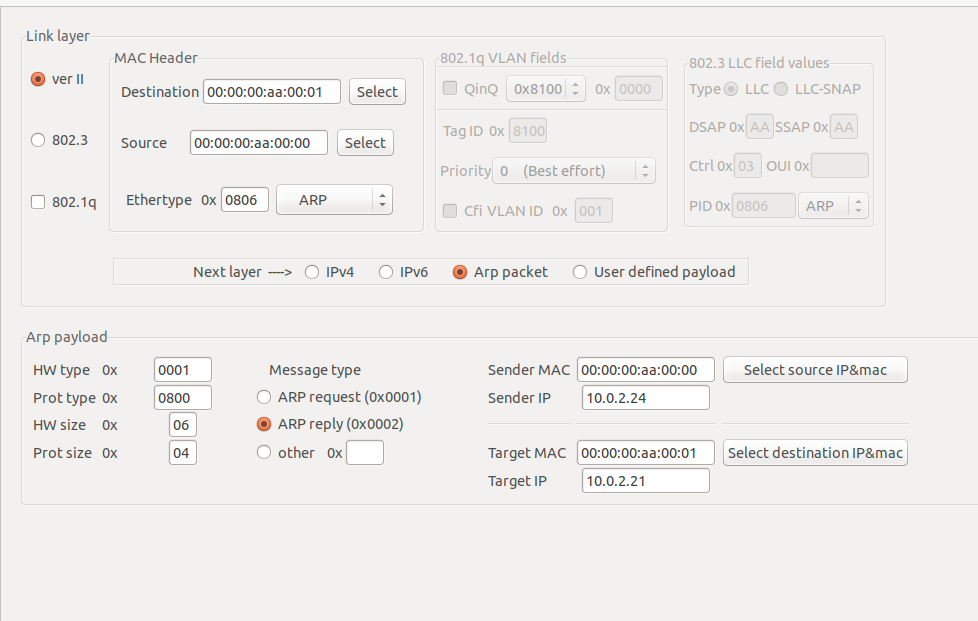 Link layer
MAC Header
802.1q VLAN fields
802.3 LLC field values
ver II
Destination 00:00:00:aa:00:01 Select
QinQ 0x8100 0x 0000
Type LLC LLC-SNAP
802.3
Source 00:00:00:aa:00:00 Select
Tag ID 0x 8100
DSAP 0x AA SSAP 0x AA
Priority 0 (Best effort)
Ctrl 0x 03 OUI 0x
802.1q
Ethertype 0x 0806 ARP
Cfi VLAN ID 0x 001
PID 0x 0806 ARP
Next layer ----> IPv4 IPv6 Arp packet User defined payload
Arp payload
HW type 0x 0001
Prot type 0x 0800
HW size 0x 06
Prot size 0x 04
Message type
ARP request (0x0001)
ARP reply (0x0002)
other 0x
Sender MAC 00:00:00:aa:00:00 Select source IP&mac
Sender IP 10.0.2.24
Target MAC 00:00:00:aa:00:01 Select destination IP&mac
Target IP 10.0.2.21